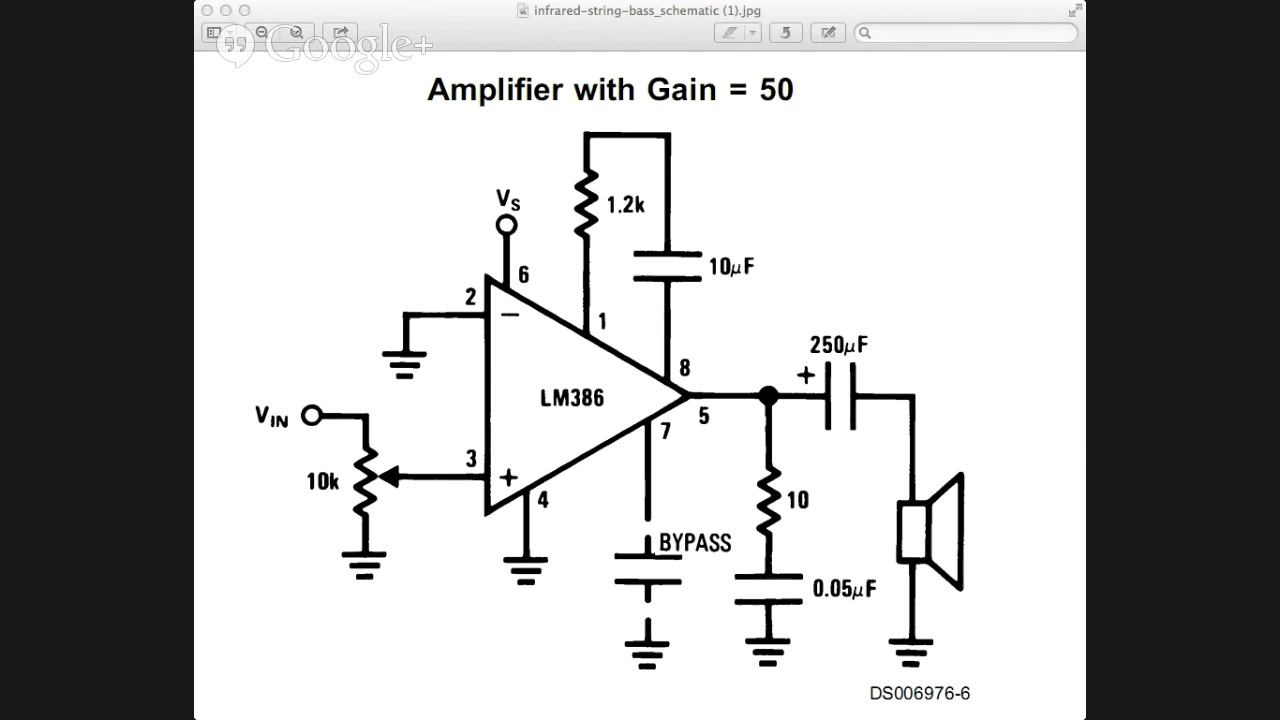 infrared-string-bass_schematic (1).jpg
Google+
Amplifier with Gain = 50
VS
1.2k
6
10µF
2
1
250µF
8
+
LM386
5
VIN
7
3
10k
+
4
10
BYPASS
0.05µF
DS006976-6